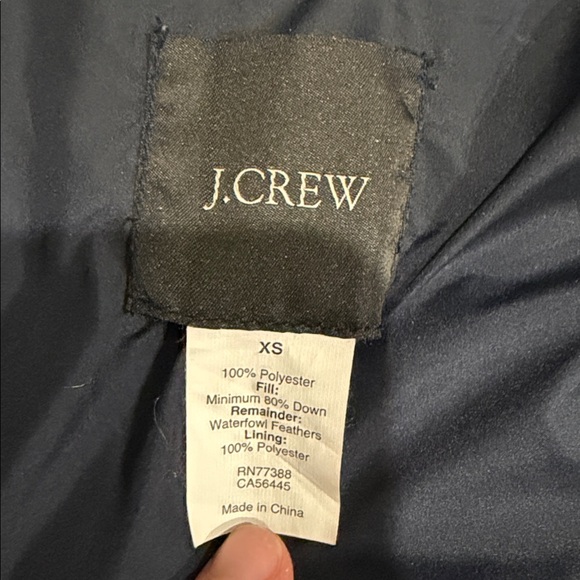 J.CREW
XS
100% Polyester
Fill:
Minimum 80% Down
Remainder:
Waterfowl Feathers
Lining:
100% Polyester
RN77388
CA56445
Made in China